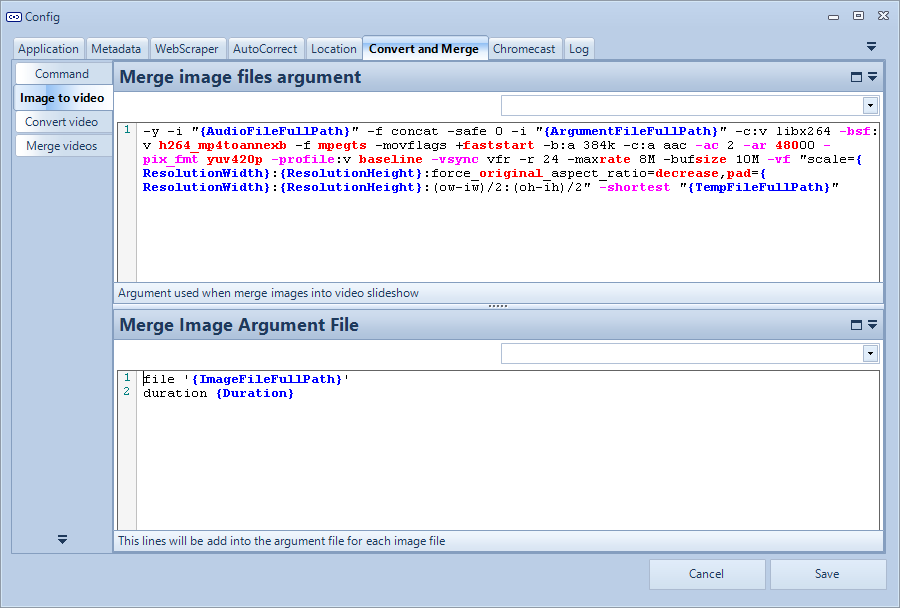 Config
Application Metadata WebScraper AutoCorrect Location Convert and Merge Chromecast Log
Command
Image to video
Convert video
Merge videos
Merge image files argument
1 -y -i "{AudioFileFullPath}" -f concat -safe 0 -i "{ArgumentFileFullPath}" -c:v libx264 -bsf:
v h264_mp4toannexb -f mpegts -movflags +faststart -b:a 384k -c:a aac -ac 2 -ar 48000 -
pix_fmt yuv420p -profile:v baseline -vsync vfr -r 24 -maxrate 8M -bufsize 10M -vf "scale={
ResolutionWidth}:{ResolutionHeight}:force_original_aspect_ratio=decrease,pad={
ResolutionWidth}:{ResolutionHeight}:(ow-iw)/2:(oh-ih)/2" -shortest "{TempFileFullPath}"
Argument used when merge images into video slideshow
Merge Image Argument File
1 file '{ImageFileFullPath}'
2 duration {Duration}
This lines will be add into the argument file for each image file
Cancel Save